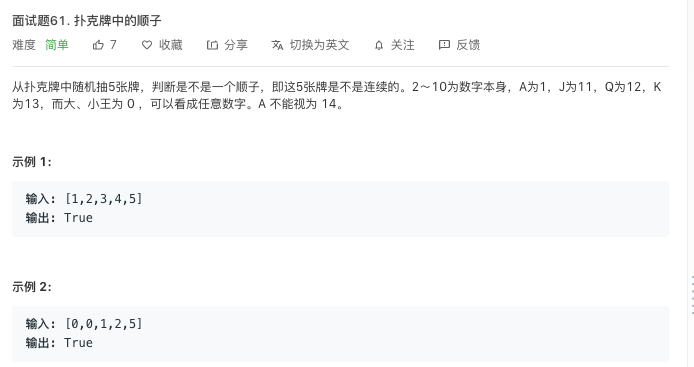 面试题61. 扑克牌中的顺子
难度 简单 7 收藏 分享 切换为英文 关注 反馈
从扑克牌中随机抽5张牌，判断是不是一个顺子，即这5张牌是不是连续的。2～10为数字本身，A为1，J为11，Q为12，K
为13，而大、小王为 0 ，可以看成任意数字。A 不能视为 14。
示例 1:
输入: [1,2,3,4,5]
输出: True
示例 2:
输入: [0,0,1,2,5]
输出: True